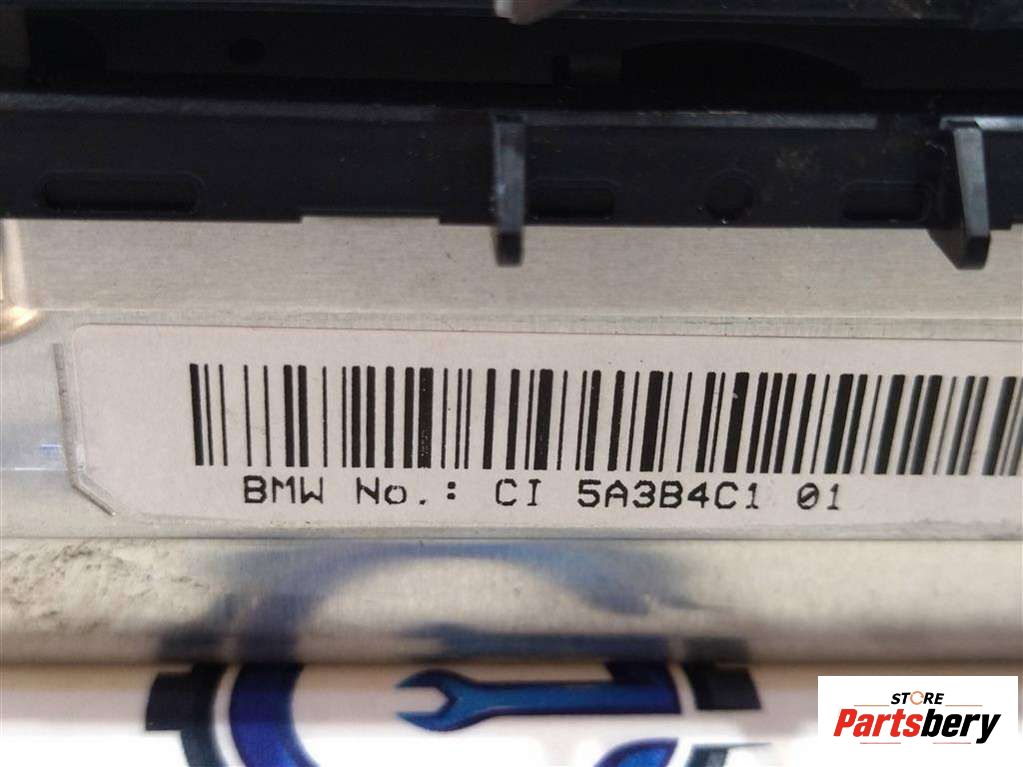 BMW No.: CI 5A3B4C1 01
STORE
Partsbery